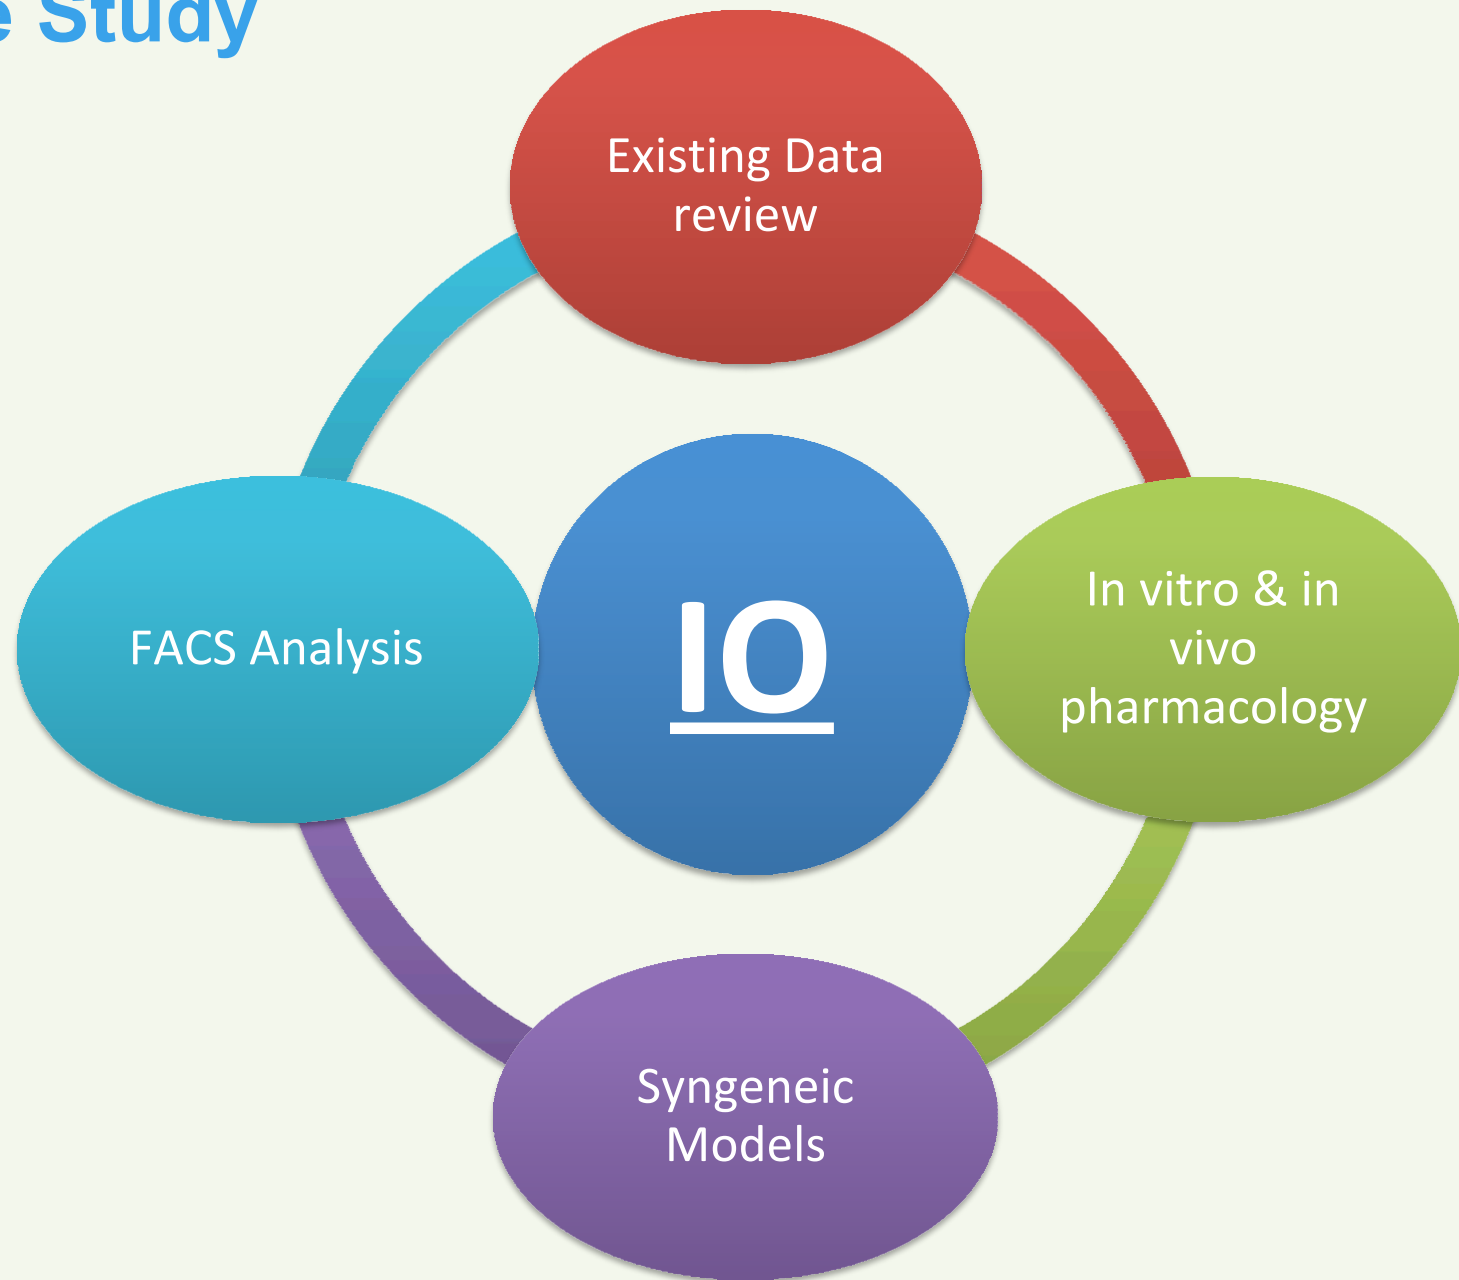 e Study
Existing Data
review
In vitro & in
vivo
pharmacology
IO
FACS Analysis
Syngeneic
Models